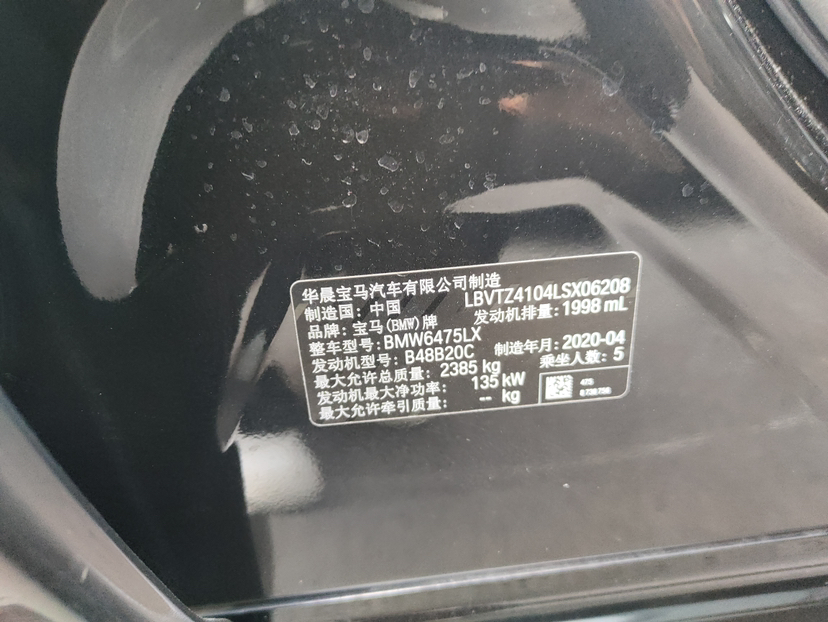 华晨宝马汽车有限公司制造
制造国：中国 LBVTZ4104LSX06208
品牌：宝马(BMW)牌 发动机排量：1998 mL
整车型号：BMW6475LX
发动机型号：B48B20C 制造年月：2020-04
最大允许总质量：2385 kg 乘坐人数：5
发动机最大净功率：135 kW
最大允许牵引质量：-- kg
475